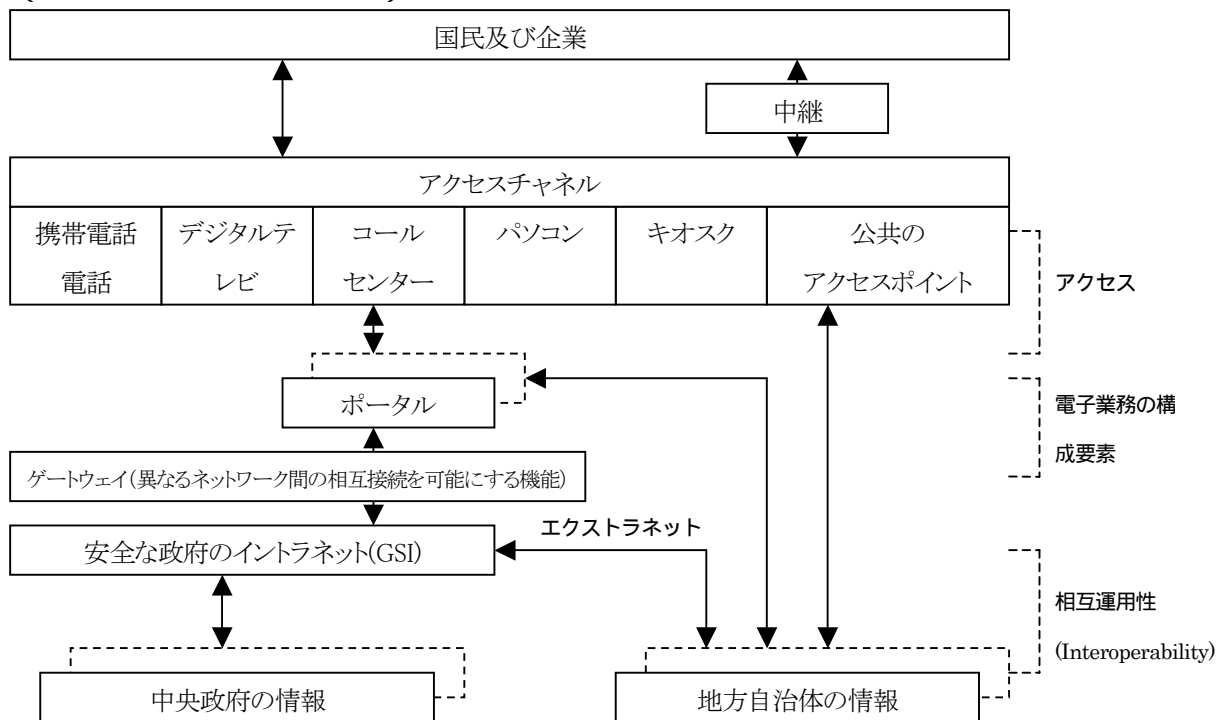 国民及び企業
中継
アクセスチャネル
携帯電話
電話
デジタルテ
レビ
コール
センター
パソコン
キオスク
公共の
アクセスポイント
アクセス
ポータル
電子業務の構
成要素
ゲートウェイ(異なるネットワーク間の相互接続を可能にする機能)
エクストラネット
安全な政府のイントラネット(GSI)
相互運用性
(Interoperability)
中央政府の情報
地方自治体の情報